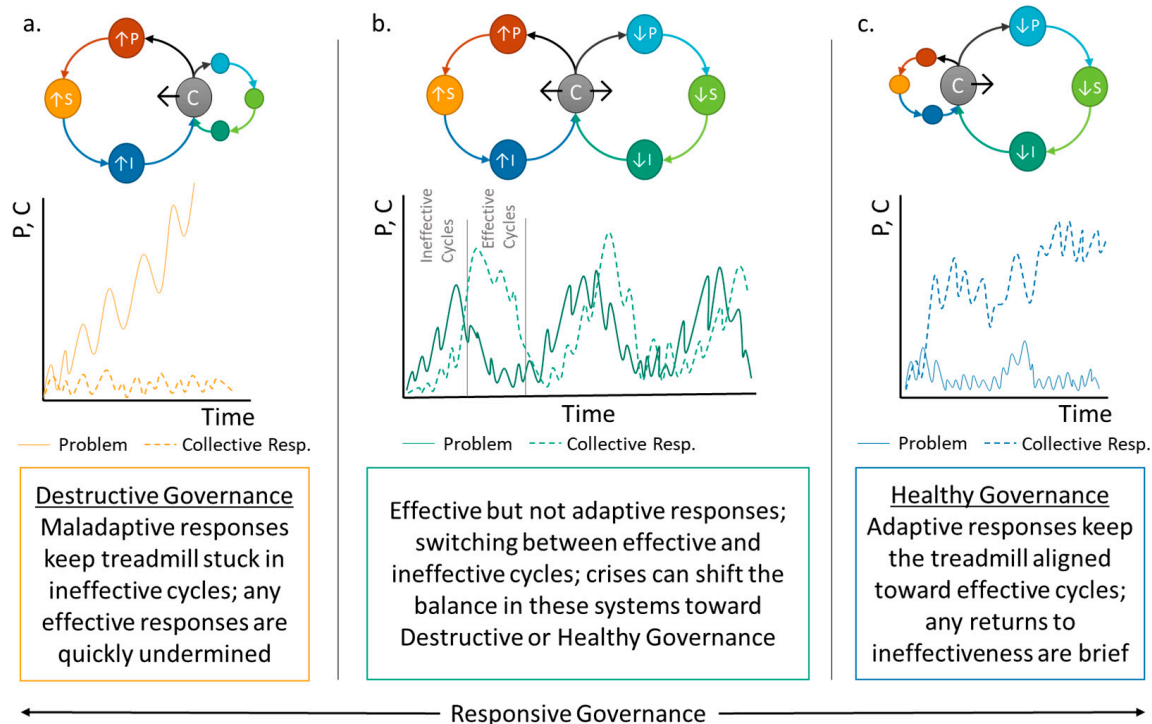 a.
↑P
↑S
C
↑I
P, C
Time
Problem
Collective Resp.
Destructive Governance
Maladaptive responses
keep treadmill stuck in
ineffective cycles; any
effective responses are
quickly undermined
b.
↑P
↓P
↑S
C
↓S
↑I
↓I
P, C
Ineffective
Cycles
Effective
Cycles
Time
Problem
Collective Resp.
Effective but not adaptive responses;
switching between effective and
ineffective cycles; crises can shift the
balance in these systems toward
Destructive or Healthy Governance
c.
↓P
C
↓S
↓I
P, C
Time
Problem
Collective Resp.
Healthy Governance
Adaptive responses keep
the treadmill aligned
toward effective cycles;
any returns to
ineffectiveness are brief
Responsive Governance